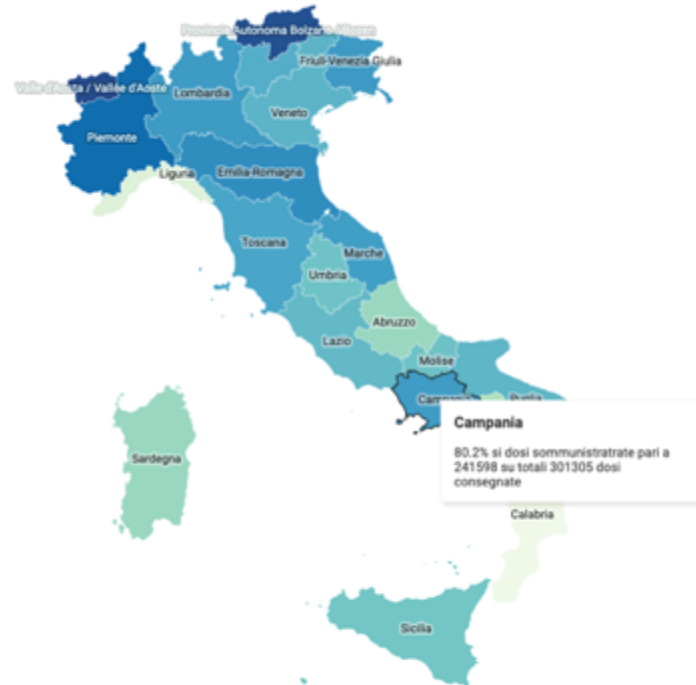 Provincia Autonoma Bolzano / Bozen
Friuli-Venezia Giulia
Valle d'Aosta / Vallée d'Aoste
Lombardia
Veneto
Piemonte
Liguria
Emilia-Romagna
Toscana
Marche
Umbria
Abruzzo
Lazio
Molise
Campania
Puglia
Campania
80.2% si dosi sommunistratrate pari a
241598 su totali 301305 dosi
consegnate
Sardegna
Calabria
Sicilia